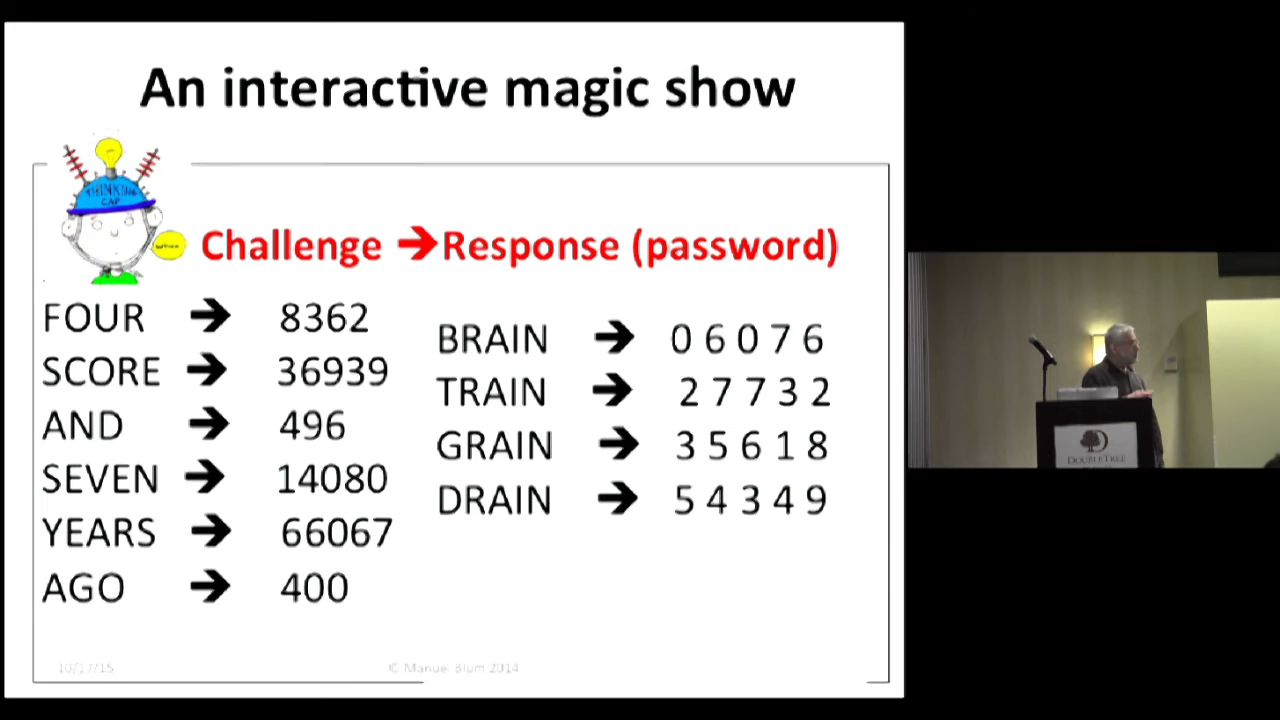 An interactive magic show
THINKING
CAP
Challenge ➔ Response (password)
FOUR ➔ 8362
SCORE ➔ 36939
AND ➔ 496
SEVEN ➔ 14080
YEARS ➔ 66067
AGO ➔ 400
BRAIN ➔ 0 6 0 7 6
TRAIN ➔ 2 7 7 3 2
GRAIN ➔ 3 5 6 1 8
DRAIN ➔ 5 4 3 4 9
10/17/15
© Manuel Blum 2014
DOUBLETREE